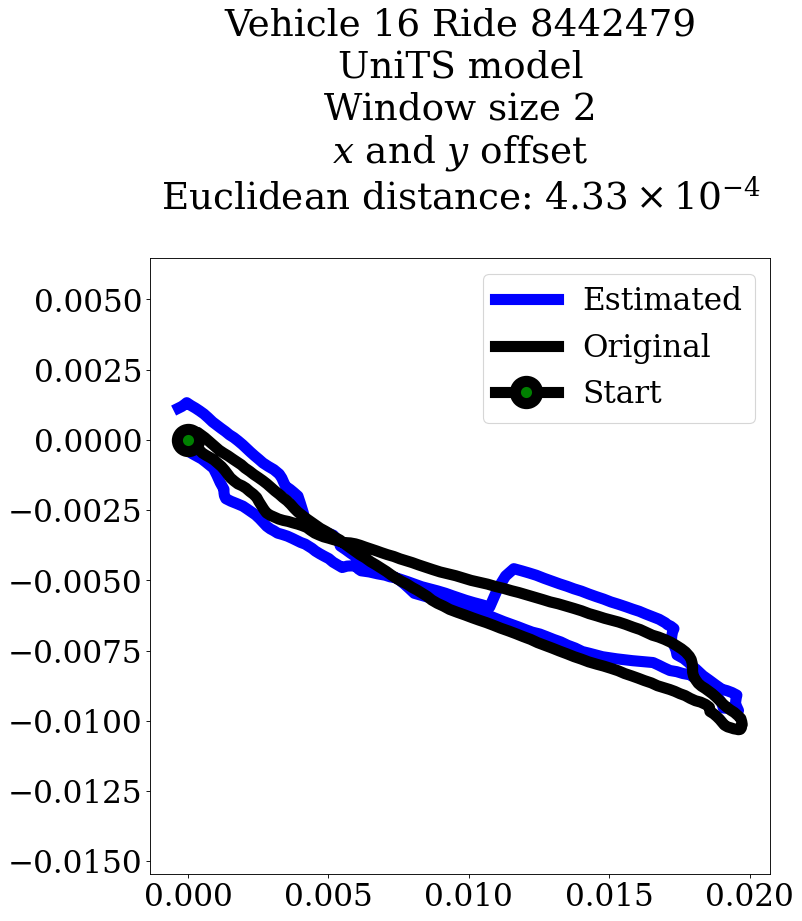 Vehicle 16 Ride 8442479
UniTS model
Window size 2
x and y offset
Euclidean distance: 4.33 × 10⁻⁴
Estimated
Original
Start
0.0050
0.0025
0.0000
−0.0025
−0.0050
−0.0075
−0.0100
−0.0125
−0.0150
0.000 0.005 0.010 0.015 0.020